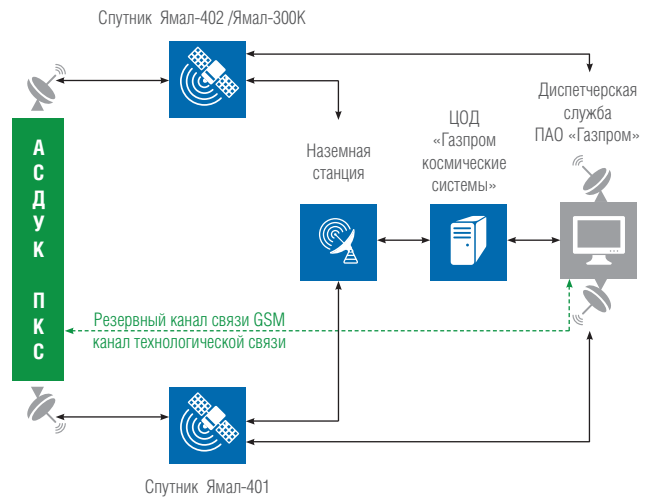 Спутник Ямал-402 /Ямал-300К
Диспетчерская
служба
ПАО «Газпром»
ЦОД
«Газпром
космические
системы»
Наземная
станция
А
С
Д
У
К
П
К
С
Резервный канал связи GSM
канал технологической связи
Спутник Ямал-401